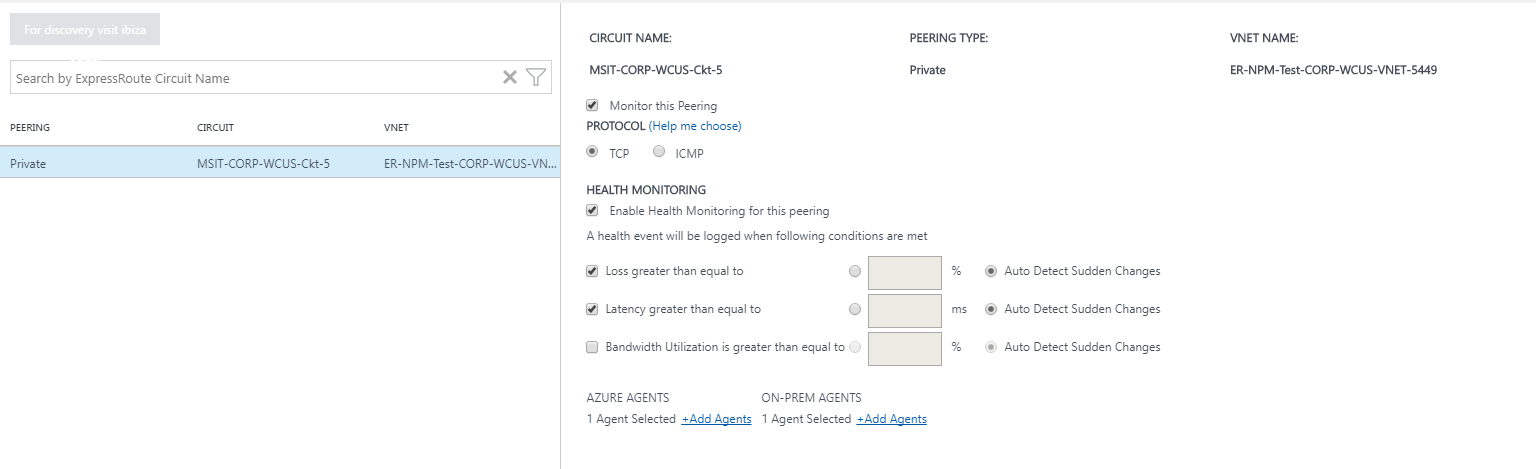 For discovery visit ibiza
Search by ExpressRoute Circuit Name
PEERING CIRCUIT VNET
Private MSIT-CORP-WCUS-Ckt-5 ER-NPM-Test-CORP-WCUS-VN...
CIRCUIT NAME: PEERING TYPE: VNET NAME:
MSIT-CORP-WCUS-Ckt-5 Private ER-NPM-Test-CORP-WCUS-VNET-5449
Monitor this Peering
PROTOCOL (Help me choose)
TCP ICMP
HEALTH MONITORING
Enable Health Monitoring for this peering
A health event will be logged when following conditions are met
Loss greater than equal to % Auto Detect Sudden Changes
Latency greater than equal to ms Auto Detect Sudden Changes
Bandwidth Utilization is greater than equal to % Auto Detect Sudden Changes
AZURE AGENTS ON-PREM AGENTS
1 Agent Selected +Add Agents 1 Agent Selected +Add Agents